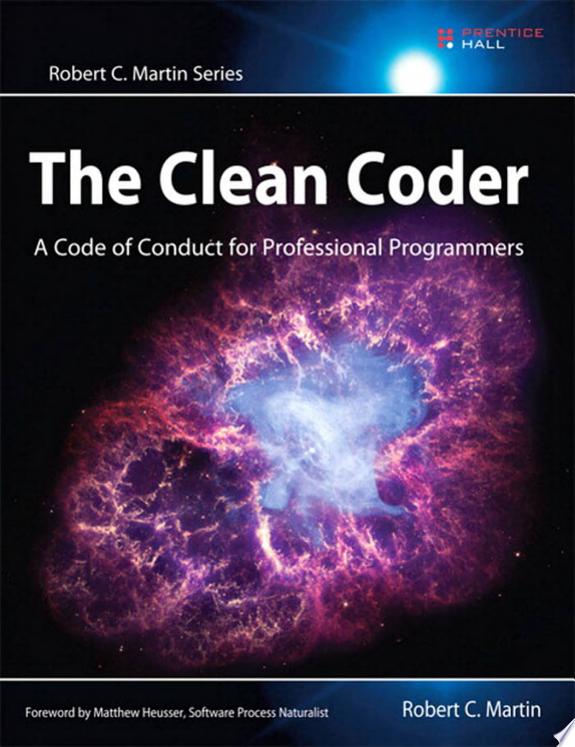 PRENTICE
HALL
Robert C. Martin Series
The Clean Coder
A Code of Conduct for Professional Programmers
Foreword by Matthew Heusser, Software Process Naturalist
Robert C. Martin